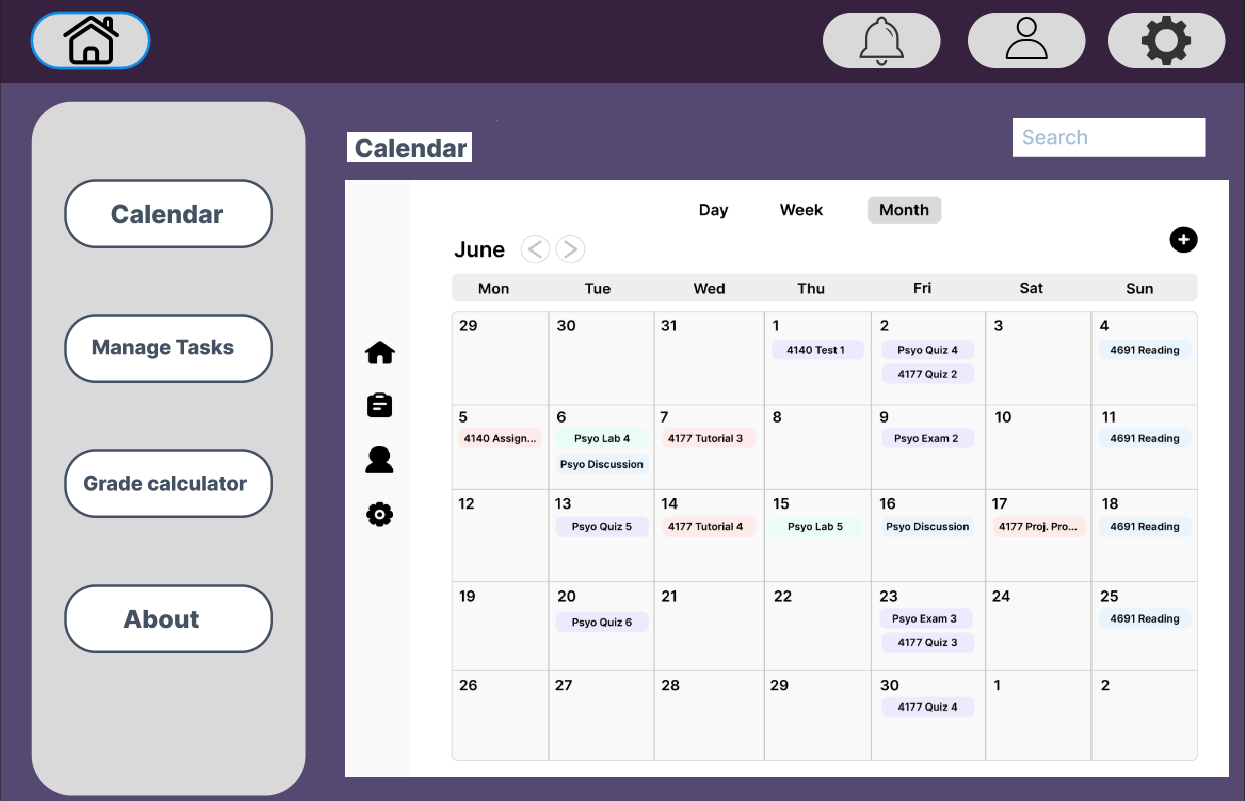 Calendar
Manage Tasks
Grade calculator
About
Calendar
Search
Day Week Month
June
Mon Tue Wed Thu Fri Sat Sun
29 30 31 1 2 3 4
4140 Test 1 Psyo Quiz 4 4691 Reading
4177 Quiz 2
5 6 7 8 9 10 11
4140 Assign... Psyo Lab 4 4177 Tutorial 3 Psyo Exam 2 4691 Reading
Psyo Discussion
12 13 14 15 16 17 18
Psyo Quiz 5 4177 Tutorial 4 Psyo Lab 5 Psyo Discussion 4177 Proj. Pro... 4691 Reading
19 20 21 22 23 24 25
Psyo Quiz 6 Psyo Exam 3 4691 Reading
4177 Quiz 3
26 27 28 29 30 1 2
4177 Quiz 4